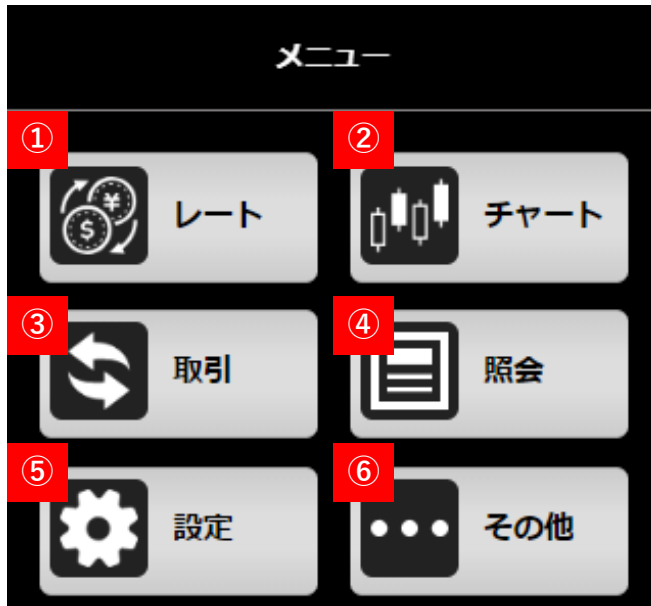 メニュー
① ②
レート チャート
③ ④
取引 照会
⑤ ⑥
設定 その他